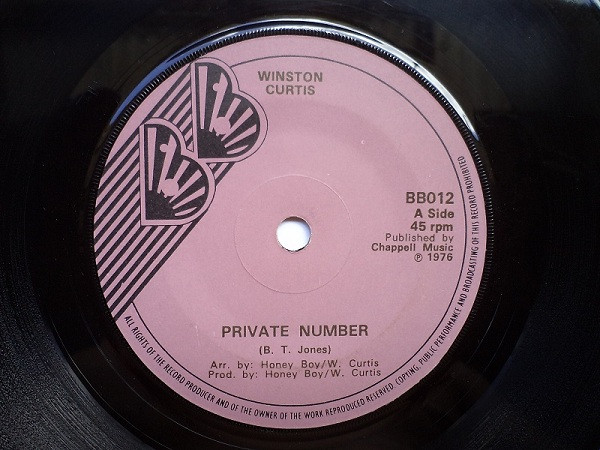 WINSTON
CURTIS
BB012
A Side
45 rpm
Published by
Chappell Music
℗ 1976
PRIVATE NUMBER
(B. T. Jones)
Arr. by: Honey Boy/W. Curtis
Prod. by: Honey Boy/W. Curtis
ALL RIGHTS OF THE RECORD PRODUCER AND OF THE OWNER OF THE WORK REPRODUCED RESERVED. COPYING, PUBLIC PERFORMANCE AND BROADCASTING OF THIS RECORD PROHIBITED